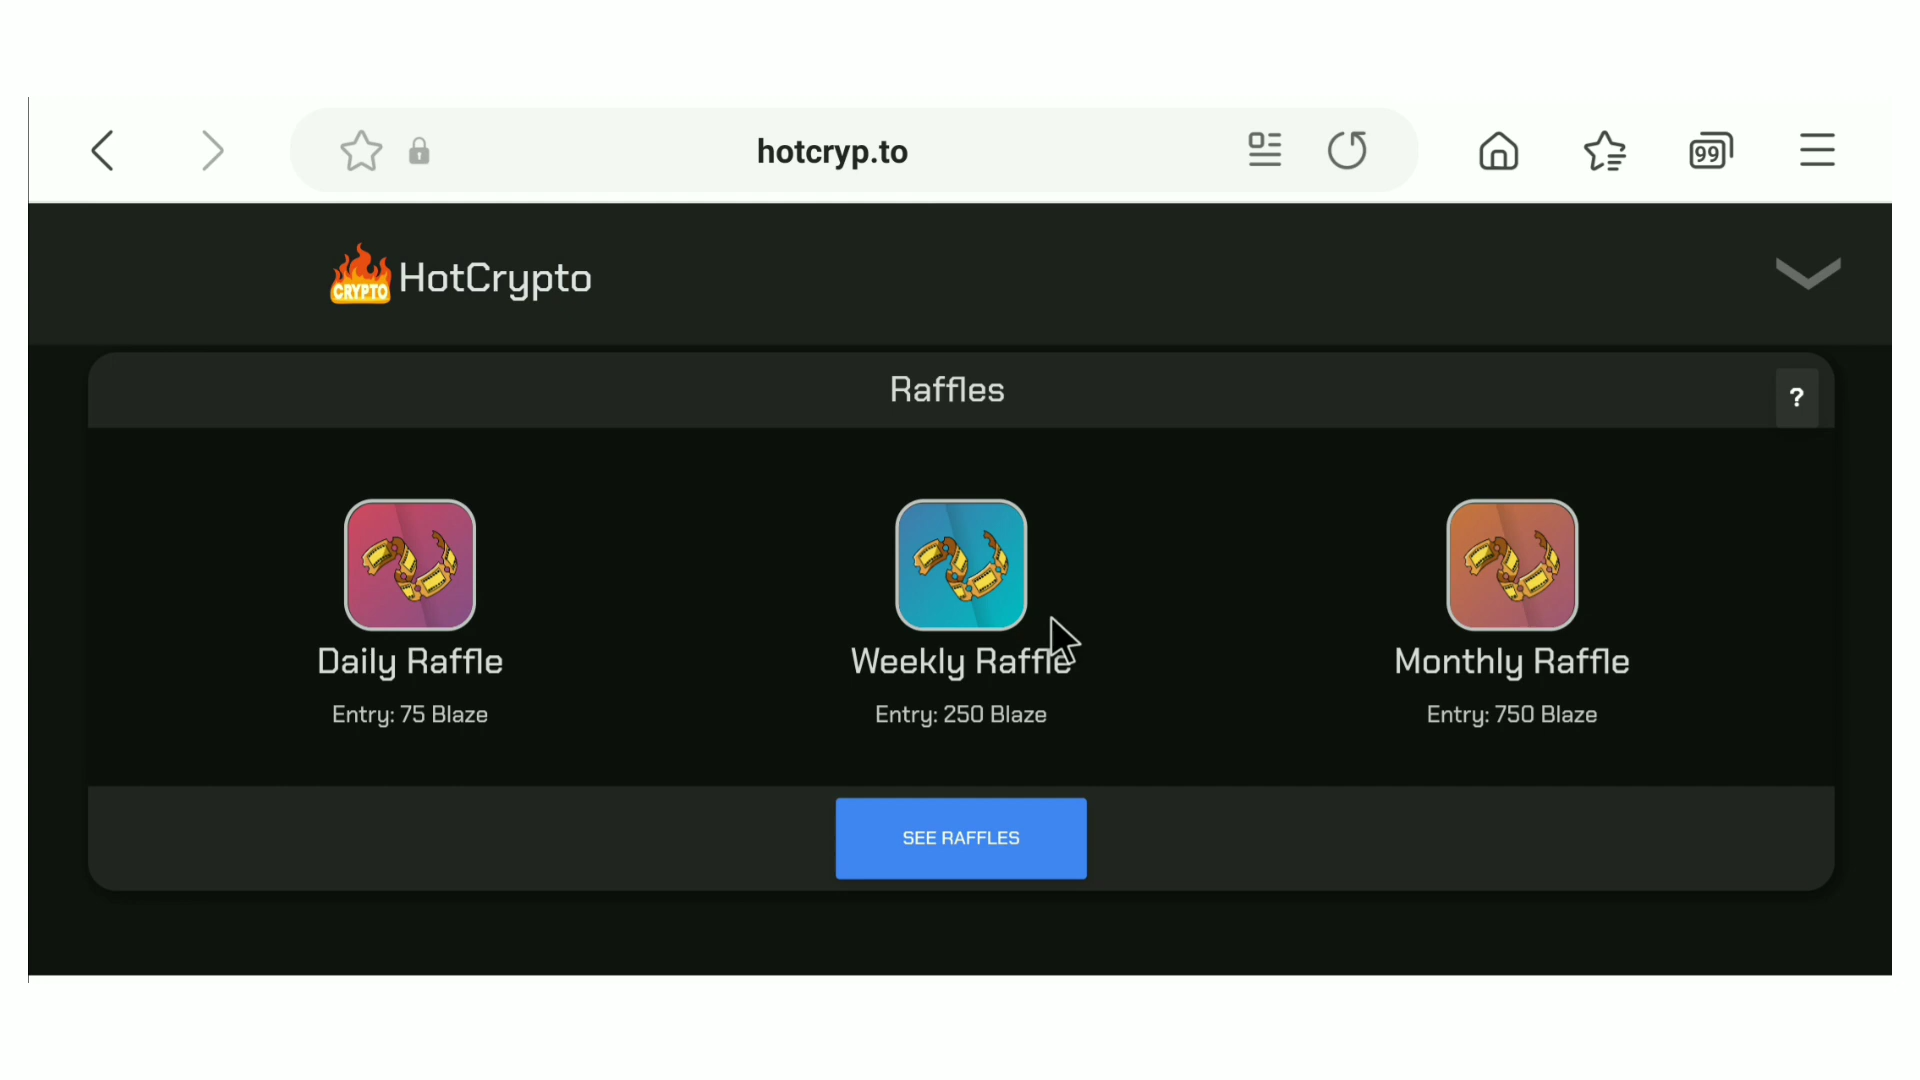 hotcryp.to
99
CRYPTO
HotCrypto
Raffles
?
Daily Raffle
Entry: 75 Blaze
Weekly Raffle
Entry: 250 Blaze
Monthly Raffle
Entry: 750 Blaze
SEE RAFFLES